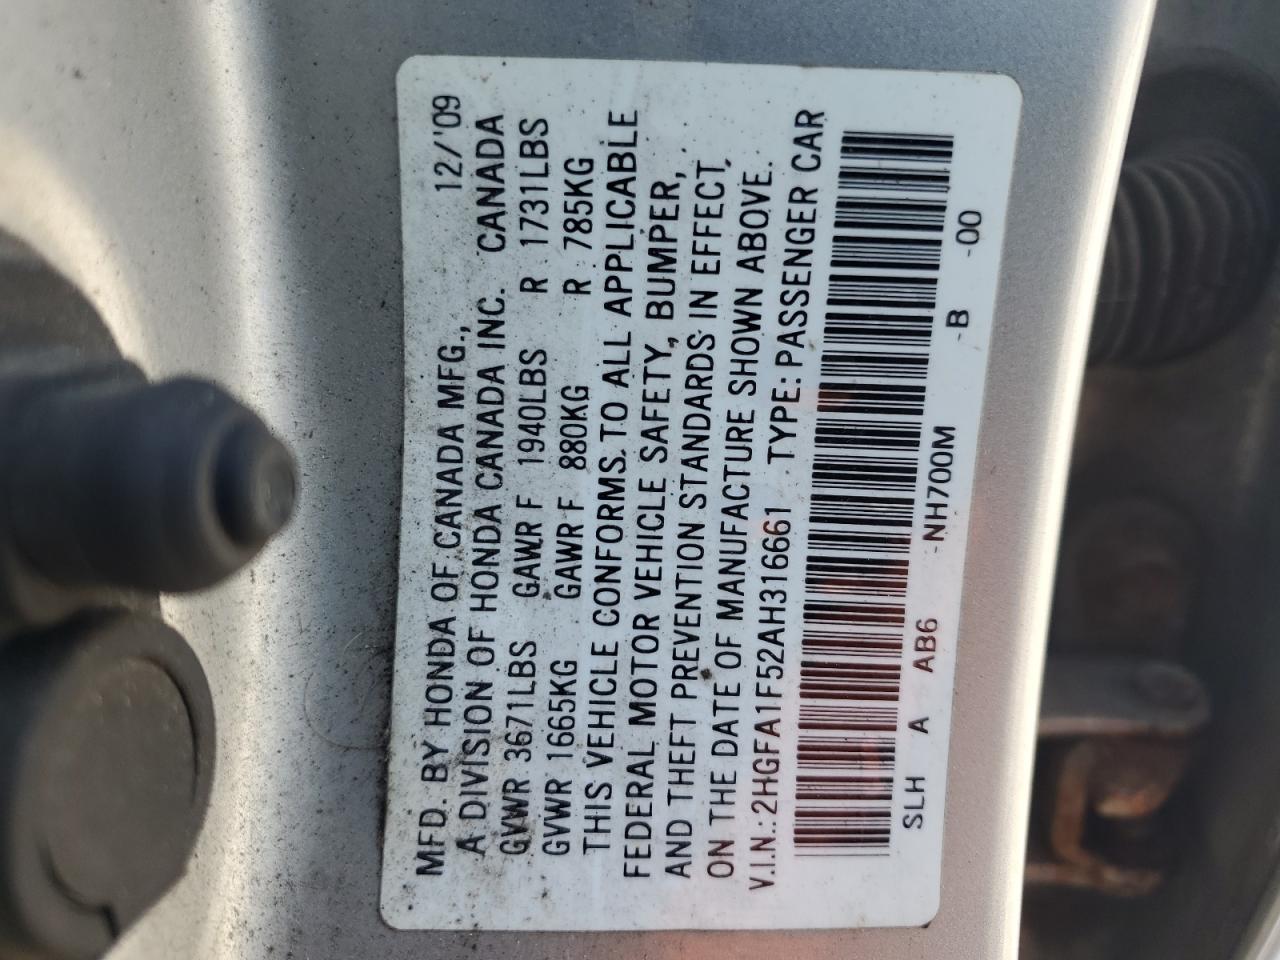 MFD. BY HONDA OF CANADA MFG., 12/'09
A DIVISION OF HONDA CANADA INC. CANADA
GVWR 3671LBS GAWR F 1940LBS R 1731LBS
GVWR 1665KG GAWR F 880KG R 785KG
THIS VEHICLE CONFORMS TO ALL APPLICABLE
FEDERAL MOTOR VEHICLE SAFETY, BUMPER,
AND THEFT PREVENTION STANDARDS IN EFFECT
ON THE DATE OF MANUFACTURE SHOWN ABOVE.
V.I.N.: 2HGFA1F52AH316661 TYPE: PASSENGER CAR
SLH A AB6 -NH700M -B -00